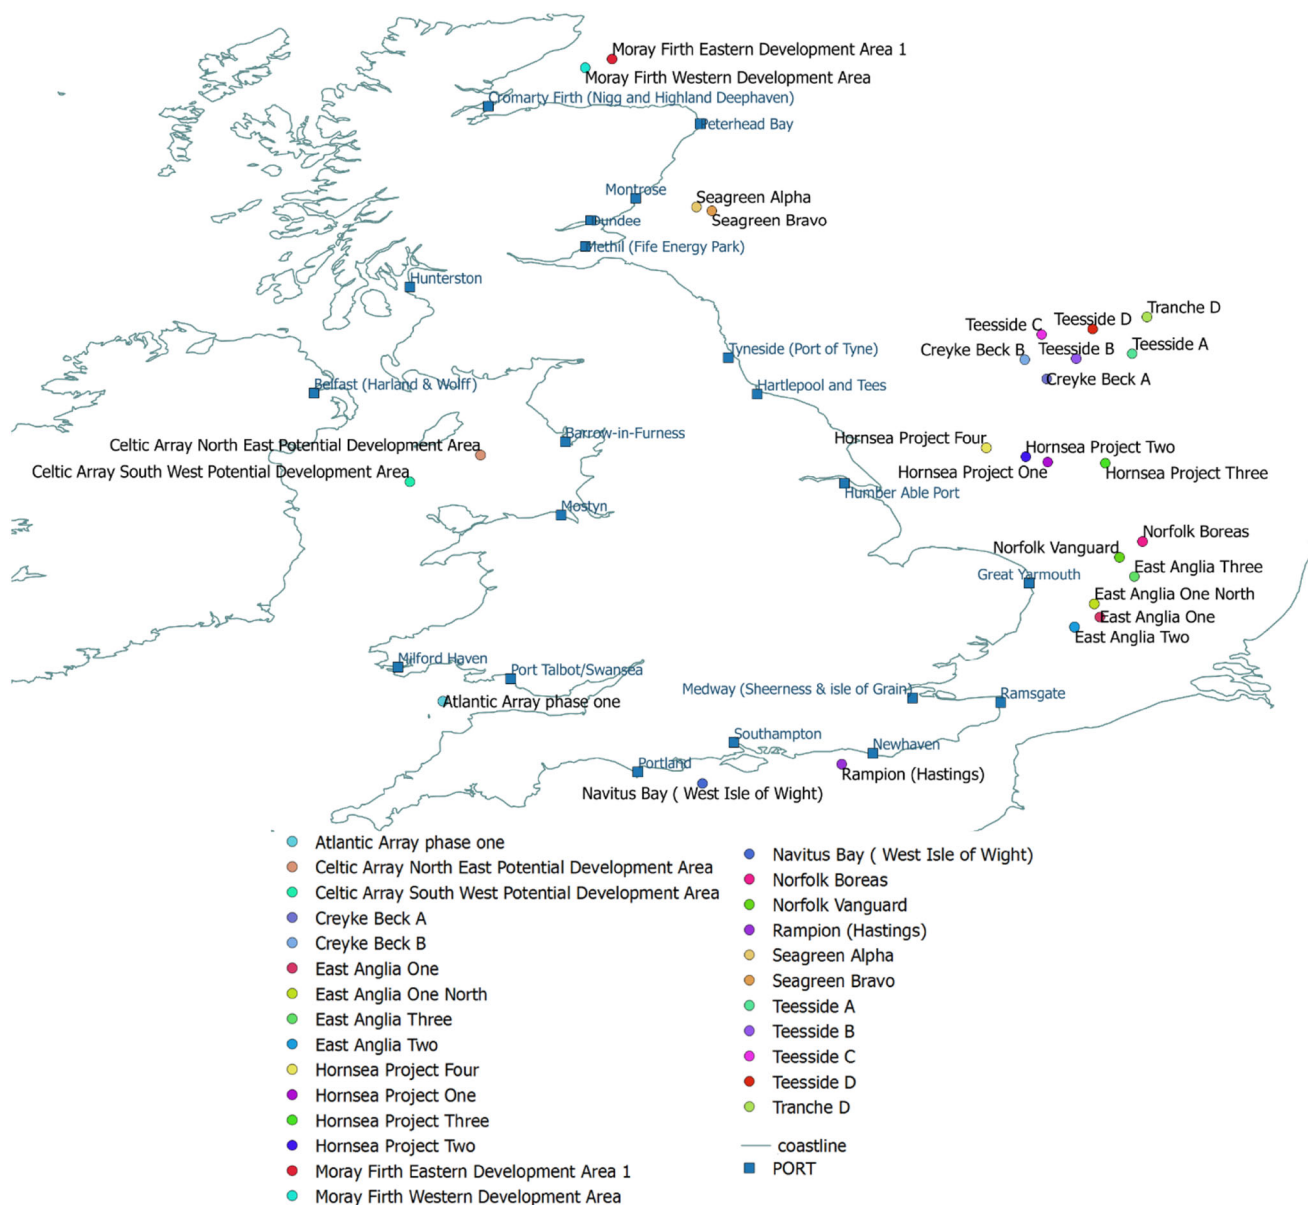 Moray Firth Eastern Development Area 1
Moray Firth Western Development Area
Cromarty Firth (Nigg and Highland Deephaven)
Peterhead Bay
Montrose
Seagreen Alpha
Dundee
Seagreen Bravo
Methil (Fife Energy Park)
Hunterston
Tranche D
Teesside C
Teesside D
Tyneside (Port of Tyne)
Creyke Beck B
Teesside B
Teesside A
Creyke Beck A
Belfast (Harland & Wolff)
Hartlepool and Tees
Barrow-in-Furness
Hornsea Project Four
Celtic Array North East Potential Development Area
Hornsea Project Two
Celtic Array South West Potential Development Area
Hornsea Project One
Hornsea Project Three
Humber Able Port
Mostyn
Norfolk Boreas
Norfolk Vanguard
East Anglia Three
Great Yarmouth
East Anglia One North
East Anglia One
East Anglia Two
Milford Haven
Port Talbot/Swansea
Medway (Sheerness & isle of Grain)
Ramsgate
Atlantic Array phase one
Southampton
Newhaven
Portland
Rampion (Hastings)
Navitus Bay ( West Isle of Wight)
Atlantic Array phase one
Celtic Array North East Potential Development Area
Celtic Array South West Potential Development Area
Creyke Beck A
Creyke Beck B
East Anglia One
East Anglia One North
East Anglia Three
East Anglia Two
Hornsea Project Four
Hornsea Project One
Hornsea Project Three
Hornsea Project Two
Moray Firth Eastern Development Area 1
Moray Firth Western Development Area
Navitus Bay ( West Isle of Wight)
Norfolk Boreas
Norfolk Vanguard
Rampion (Hastings)
Seagreen Alpha
Seagreen Bravo
Teesside A
Teesside B
Teesside C
Teesside D
Tranche D
coastline
PORT